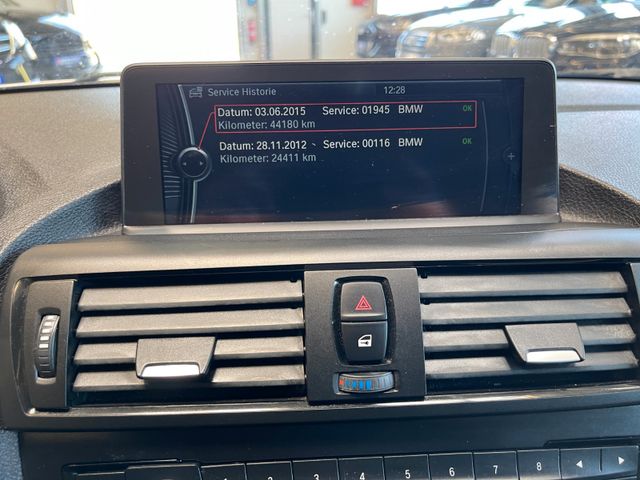 Service Historie 12:28
Datum: 03.06.2015 Service: 01945 BMW OK
Kilometer: 44180 km
Datum: 28.11.2012 Service: 00116 BMW OK
Kilometer: 24411 km
1 2 3 4 5 6 7 8